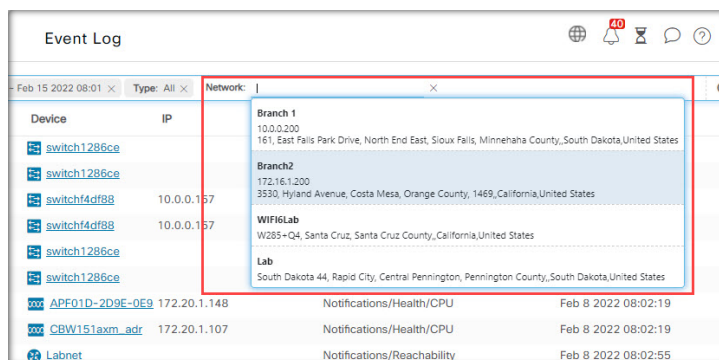 Event Log
40
- Feb 15 2022 08:01 × Type: All × Network: ×
Device IP
Branch 1
10.0.0.200
161, East Falls Park Drive, North End East, Sioux Falls, Minnehaha County,,South Dakota,United States
Branch2
172.16.1.200
3530, Hyland Avenue, Costa Mesa, Orange County, 1469,,California,United States
WIFI6Lab
W285+Q4, Santa Cruz, Santa Cruz County,,California,United States
Lab
South Dakota 44, Rapid City, Central Pennington, Pennington County,,South Dakota,United States
switch1286ce
switch1286ce
switchf4df88 10.0.0.157
switchf4df88 10.0.0.157
switch1286ce
switch1286ce
APF01D-2D9E-0E9 172.20.1.148 Notifications/Health/CPU Feb 8 2022 08:02:19
CBW151axm_adr 172.20.1.107 Notifications/Health/CPU Feb 8 2022 08:02:19
Labnet Notifications/Reachability Feb 8 2022 08:02:55